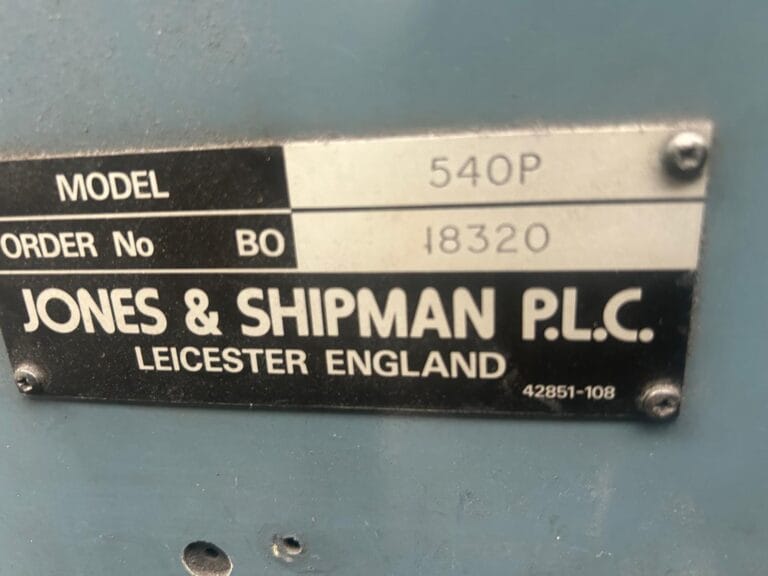 MODEL 540P
ORDER No BO 18320
JONES & SHIPMAN P.L.C.
LEICESTER ENGLAND
42851-108